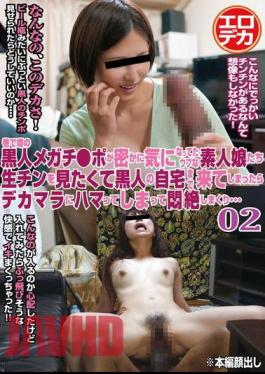 なんなの、このデカさ!
ビール瓶みたいにぶっとい黒人のチンポ
見せられたらどうしていいのか…
エロデカ
こんなにでっかい
チンチンがあるなんて
想像もしなかった!
巷で噂の
黒人メガチ●ポが密かに気になってた
ウブな素人娘たち
生チンを見たくて黒人の自宅まで来てしまったら
デカマラにハマってしまって悶絶しまくり…
02
こんなの入るのか心配したけど
入れてみたらぶっ飛びそうな
快感でイキまくっちゃった!!
HD
※本編顔出し